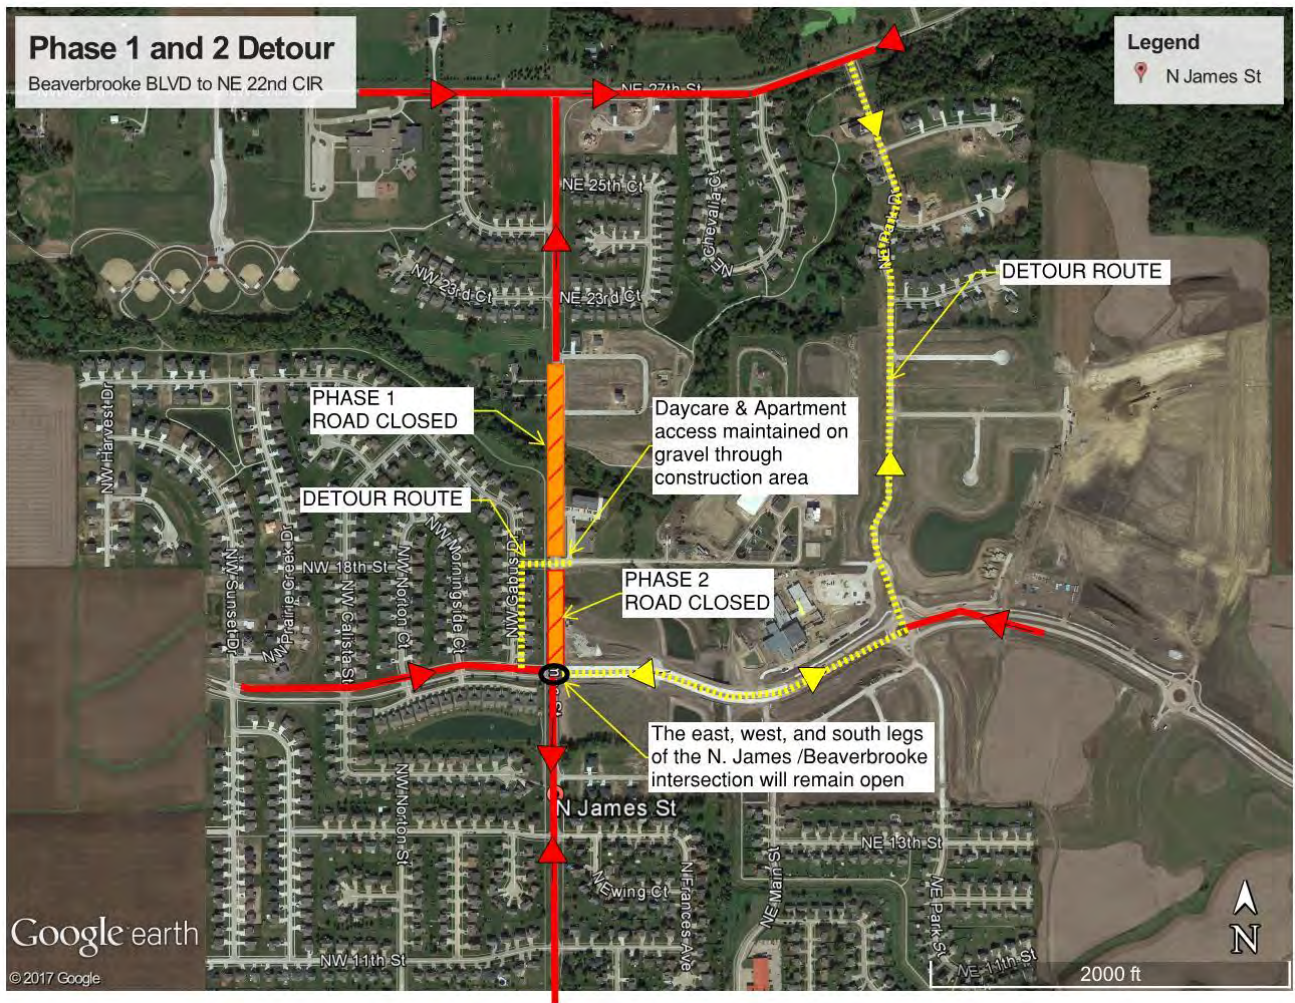 Phase 1 and 2 Detour
Beaverbrooke BLVD to NE 22nd CIR
Legend
N James St
NE 27th St
NE 25th Ct
NE Chevalia Ct
NW 23rd Ct
NE 23rd Ct
DETOUR ROUTE
PHASE 1
ROAD CLOSED
Daycare & Apartment
access maintained on
gravel through
construction area
NW Harvest Dr
DETOUR ROUTE
NW Morningside Ct
NW Sunset Dr
NW Prairie Creek Dr
NW 18th St
NW Calista St
NW Norton Ct
NW Gabus Dr
PHASE 2
ROAD CLOSED
The east, west, and south legs
of the N. James /Beaverbrooke
intersection will remain open
N James St
NW Norton St
NE 13th St
N Ewing Ct
N Frances Ave
NE Main St
NE Park St
NW 11th St
NE 11th St
N
Google earth
© 2017 Google
2000 ft